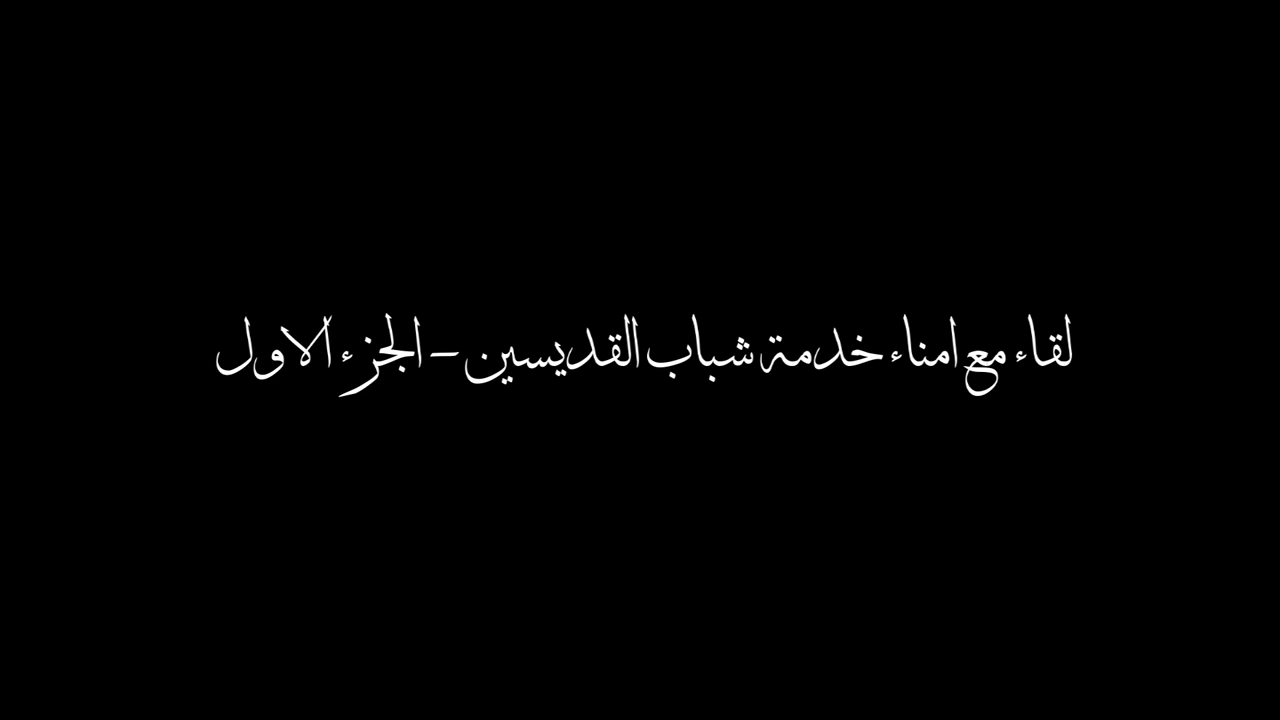 لقاء مع امناء خدمة شباب القديسين - الجزء الاول